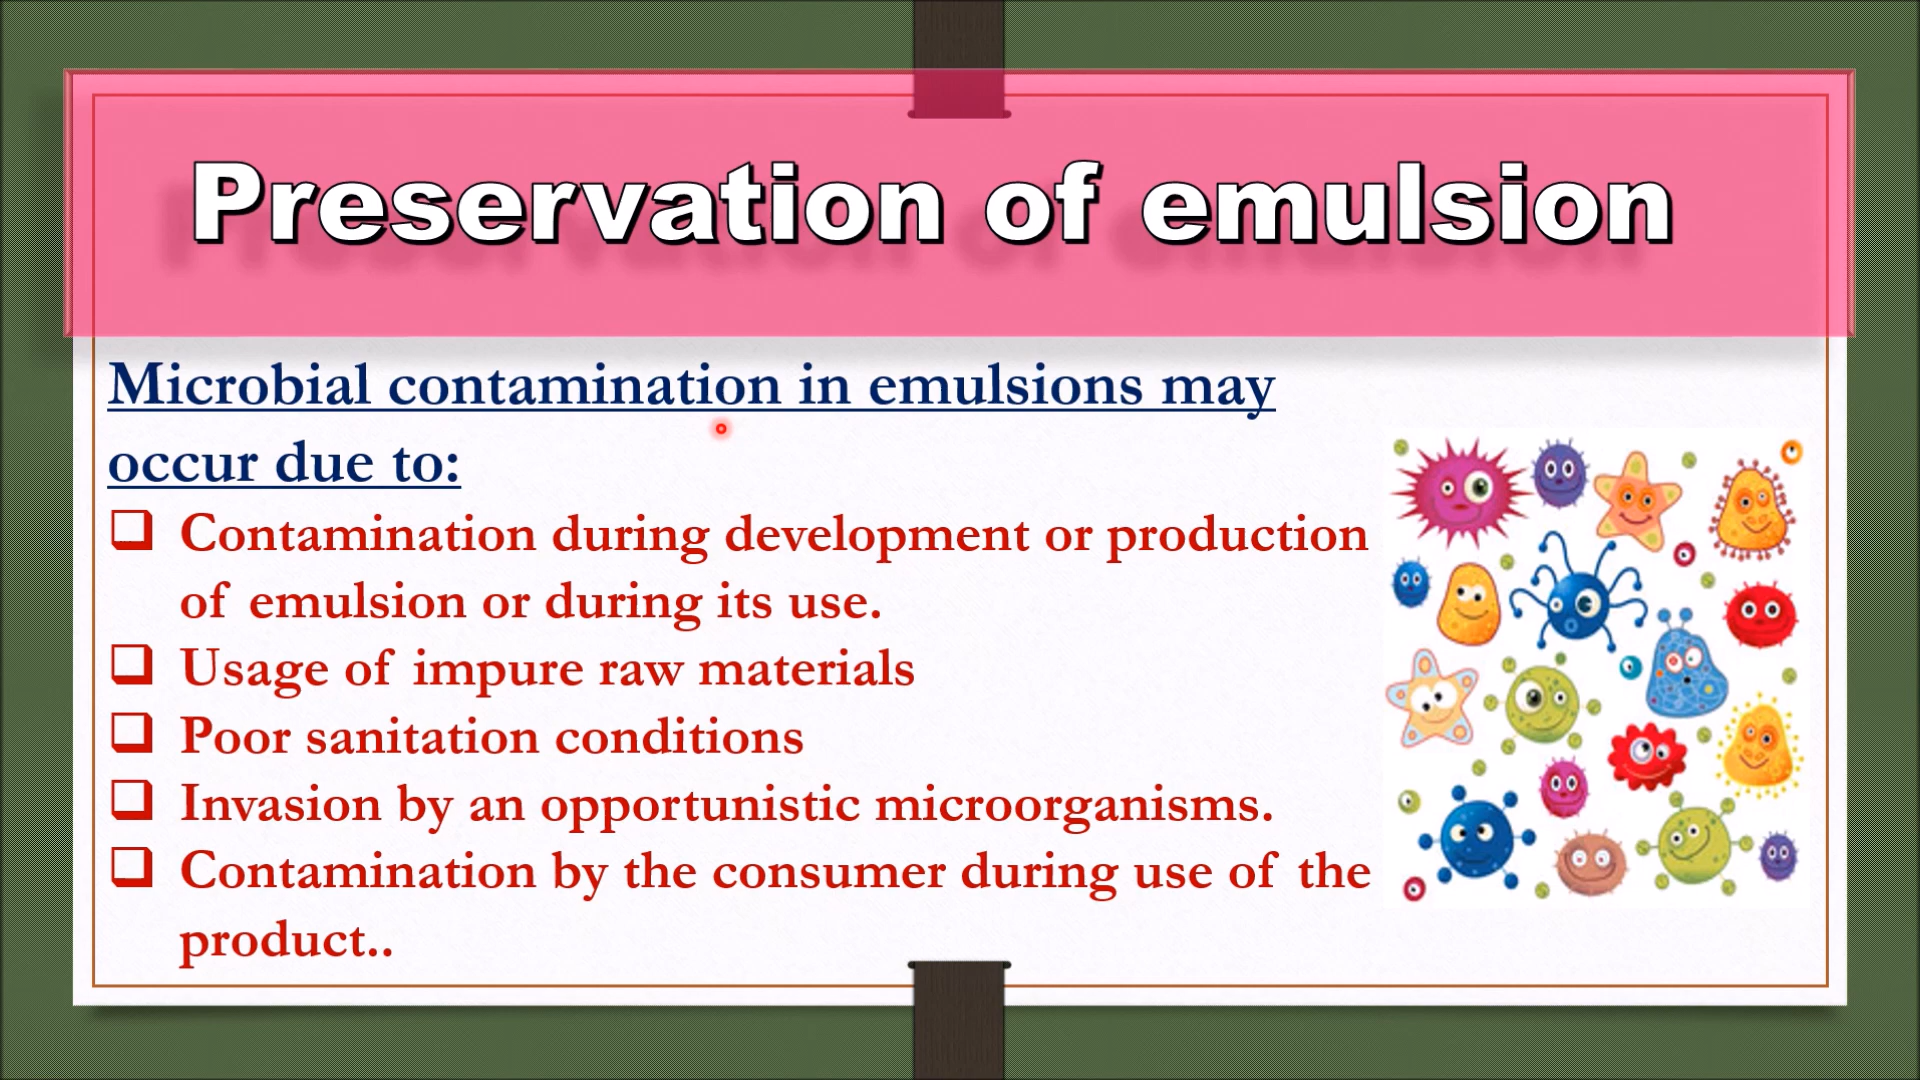 Preservation of emulsion
Microbial contamination in emulsions may
occur due to:
❑ Contamination during development or production
of emulsion or during its use.
❑ Usage of impure raw materials
❑ Poor sanitation conditions
❑ Invasion by an opportunistic microorganisms.
❑ Contamination by the consumer during use of the
product..